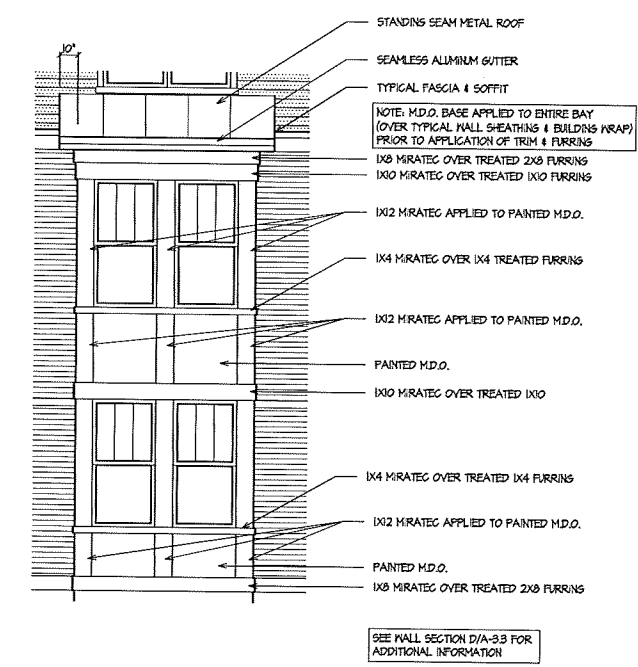 STANDING SEAM METAL ROOF
10"
SEAMLESS ALUMINUM GUTTER
TYPICAL FASCIA & SOFFIT
NOTE: M.D.O. BASE APPLIED TO ENTIRE BAY
(OVER TYPICAL WALL SHEATHING & BUILDING WRAP)
PRIOR TO APPLICATION OF TRIM & FURRING
1X8 MIRATEC OVER TREATED 2X8 FURRING
1X10 MIRATEC OVER TREATED 1X10 FURRING
1X12 MIRATEC APPLIED TO PAINTED M.D.O.
1X4 MIRATEC OVER 1X4 TREATED FURRING
1X12 MIRATEC APPLIED TO PAINTED M.D.O.
PAINTED M.D.O.
1X10 MIRATEC OVER TREATED 1X10
1X4 MIRATEC OVER TREATED 1X4 FURRING
1X12 MIRATEC APPLIED TO PAINTED M.D.O.
PAINTED M.D.O.
1X8 MIRATEC OVER TREATED 2X8 FURRING
SEE WALL SECTION D/A-3.3 FOR
ADDITIONAL INFORMATION